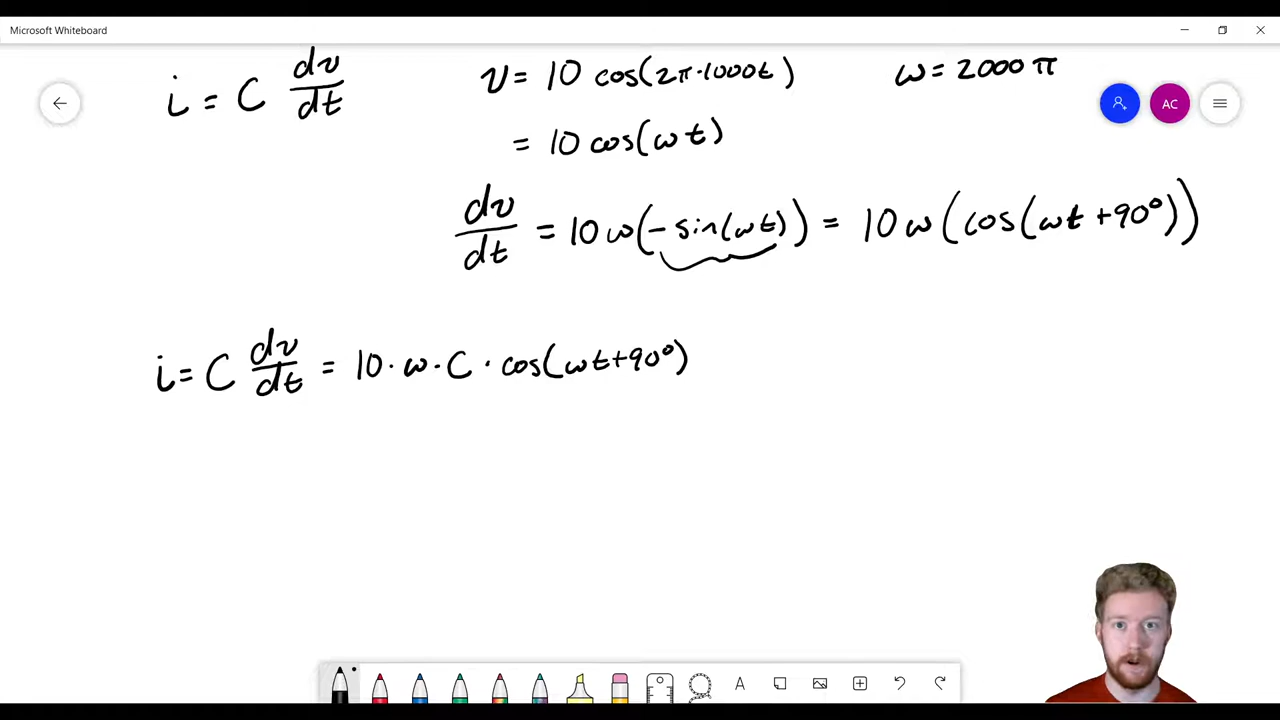 Microsoft Whiteboard
i = C dv/dt
v = 10 cos(2π·1000t)
ω = 2000π
AC
= 10 cos(ωt)
dv/dt = 10ω(-sin(ωt)) = 10ω(cos(ωt+90°))
i = C dv/dt = 10·ω·C·cos(ωt+90°)
A